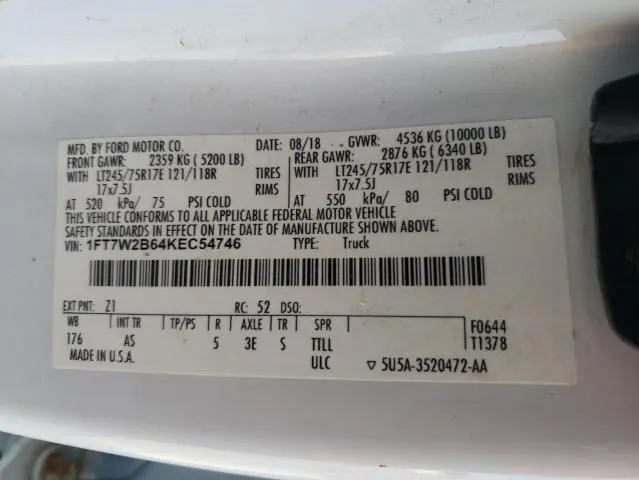 MFD. BY FORD MOTOR CO. DATE: 08/18 GVWR: 4536 KG (10000 LB)
FRONT GAWR: 2359 KG (5200 LB) REAR GAWR: 2876 KG (6340 LB)
WITH LT245/75R17E 121/118R TIRES WITH LT245/75R17E 121/118R TIRES
17x7.5J RIMS 17x7.5J RIMS
AT 520 kPa/ 75 PSI COLD AT 550 kPa/ 80 PSI COLD
THIS VEHICLE CONFORMS TO ALL APPLICABLE FEDERAL MOTOR VEHICLE
SAFETY STANDARDS IN EFFECT ON THE DATE OF MANUFACTURE SHOWN ABOVE.
VIN: 1FT7W2B64KEC54746 TYPE: Truck
EXT PNT: Z1 RC: 52 DSO:
WB INT TR TP/PS R AXLE TR SPR F0644
176 AS 5 3E S TTLL T1378
MADE IN U.S.A. ULC ▽ 5U5A-3520472-AA